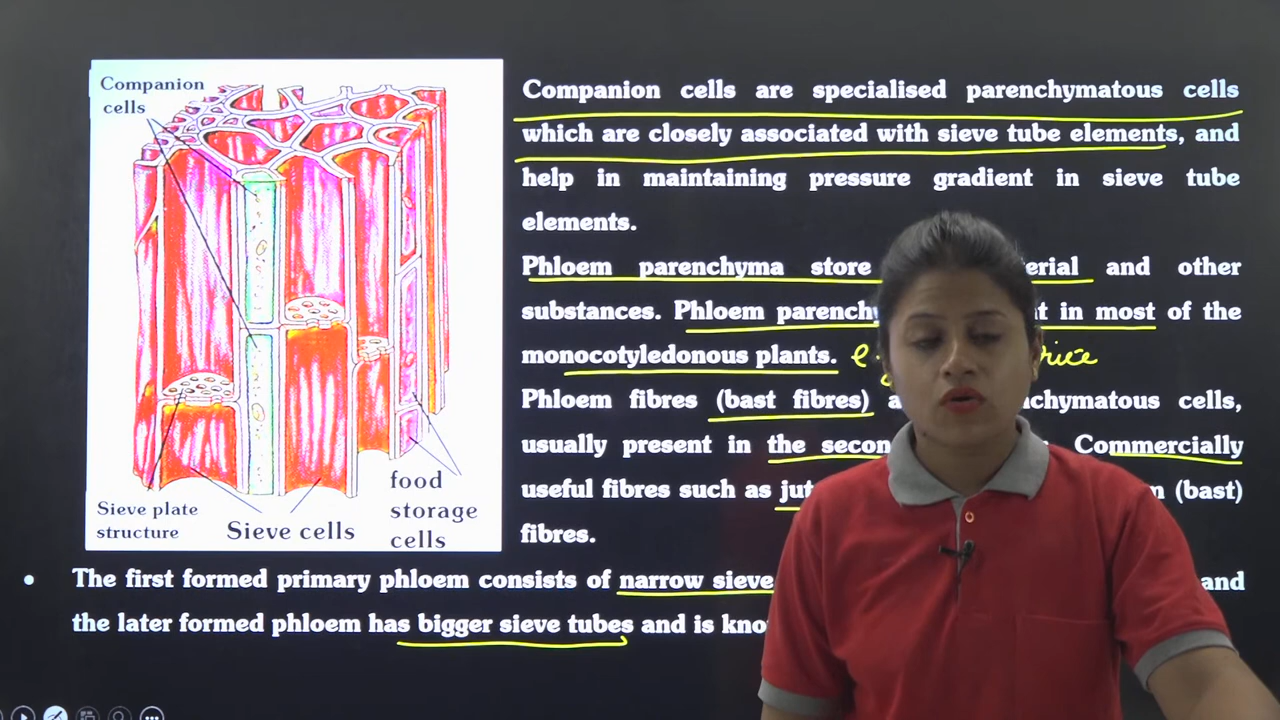 Companion
cells
Sieve plate
structure
Sieve cells
food
storage
cells
Companion cells are specialised parenchymatous cells
which are closely associated with sieve tube elements, and
help in maintaining pressure gradient in sieve tube
elements.
Phloem parenchyma store and other
substances. Phloem in most of the
monocotyledonous plants.
Phloem fibres (bast fibres) cells,
usually present in the Commercially
useful fibres such as (bast)
fibres.
• The first formed primary phloem consists of narrow sieve and
the later formed phloem has bigger sieve tubes and is